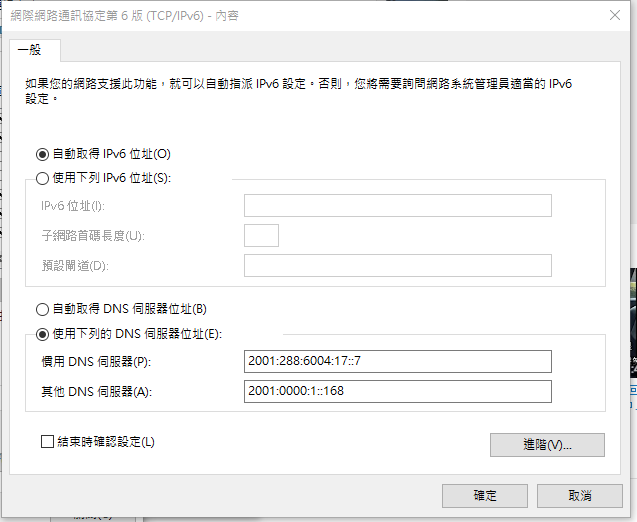 網際網路通訊協定第 6 版 (TCP/IPv6) - 內容
一般
如果您的網路支援此功能，就可以自動指派 IPv6 設定。否則，您將需要詢問網路系統管理員適當的 IPv6
設定。
自動取得 IPv6 位址(O)
使用下列 IPv6 位址(S):
IPv6 位址(I):
子網路首碼長度(U):
預設閘道(D):
自動取得 DNS 伺服器位址(B)
使用下列的 DNS 伺服器位址(E):
慣用 DNS 伺服器(P): 2001:288:6004:17::7
其他 DNS 伺服器(A): 2001:0000:1::168
結束時確認設定(L)
進階(V)...
確定 取消